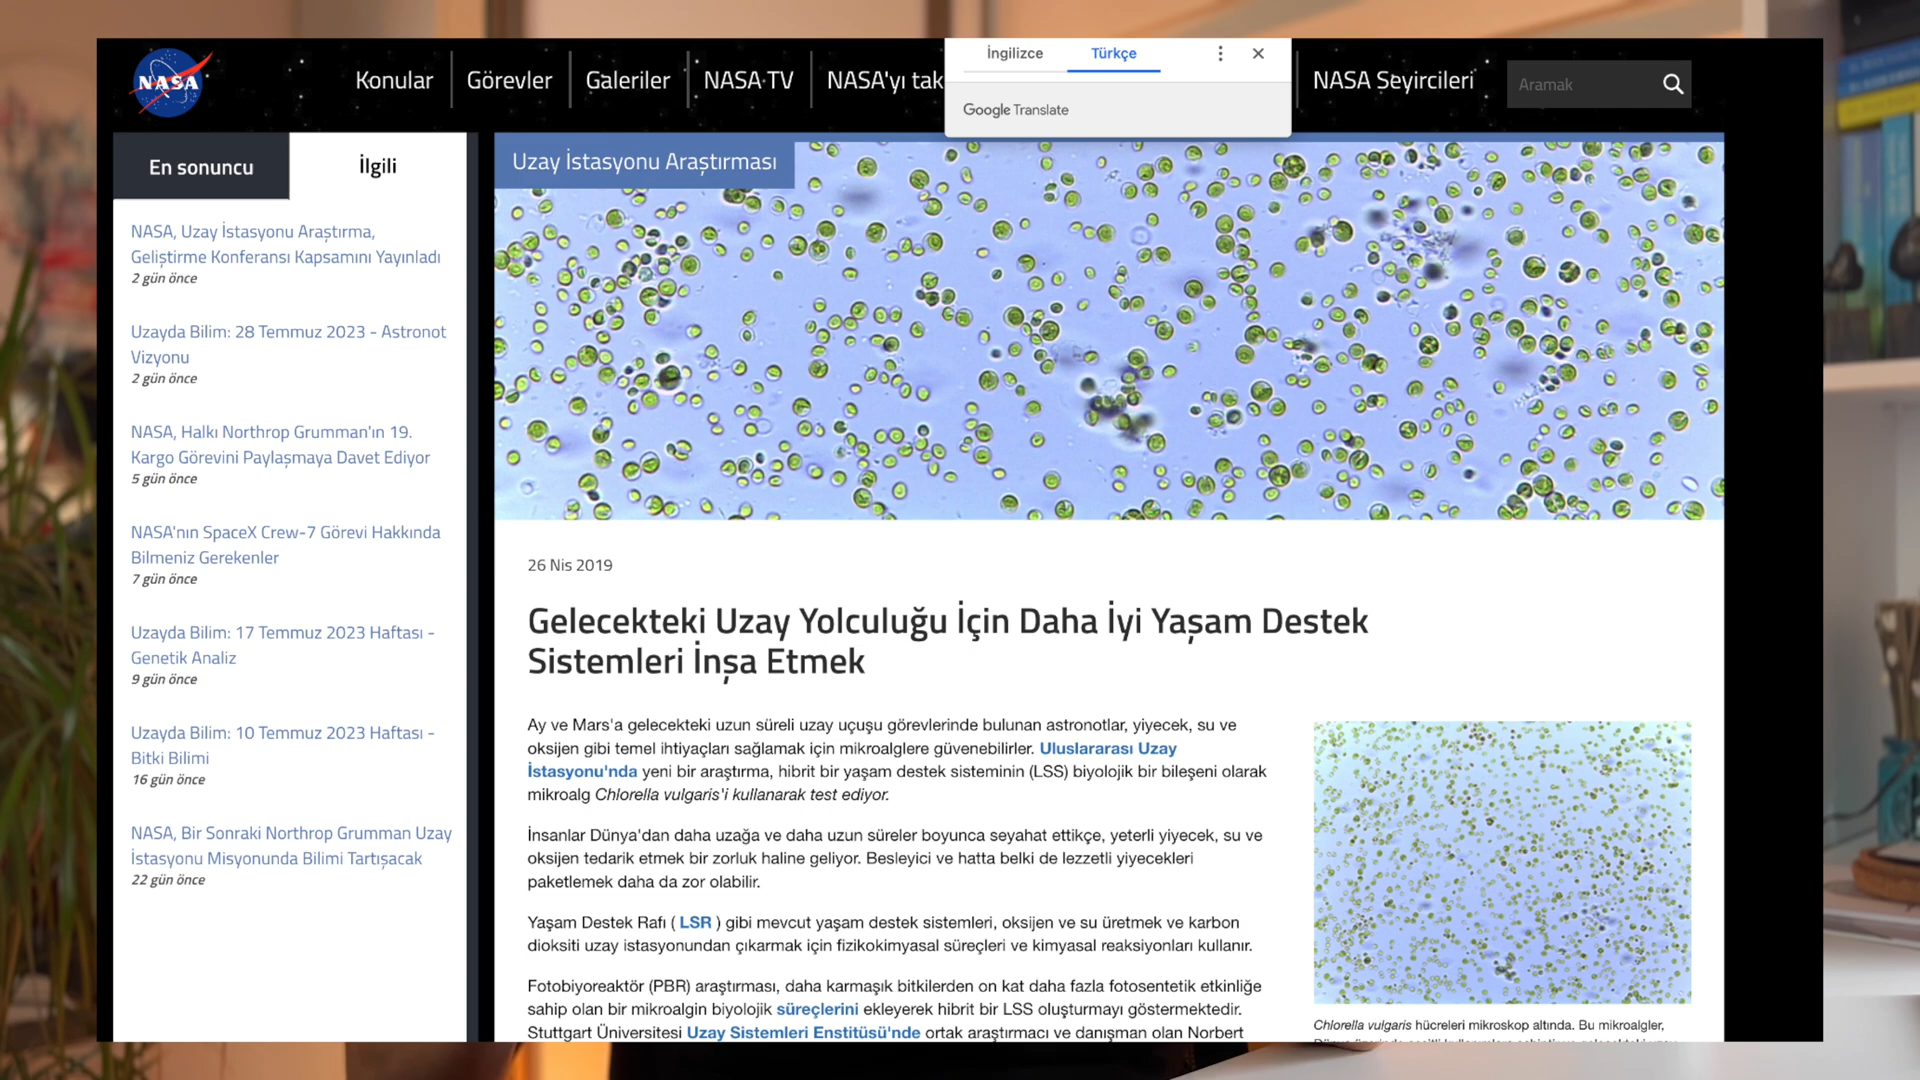 NASA
Konular
Görevler
Galeriler
NASA TV
NASA'yı tak
İngilizce
Türkçe
Google Translate
NASA Seyircileri
Aramak
En sonuncu
İlgili
NASA, Uzay İstasyonu Araştırma,
Geliştirme Konferansı Kapsamını Yayınladı
2 gün önce
Uzayda Bilim: 28 Temmuz 2023 - Astronot
Vizyonu
2 gün önce
NASA, Halkı Northrop Grumman'ın 19.
Kargo Görevini Paylaşmaya Davet Ediyor
5 gün önce
NASA'nın SpaceX Crew-7 Görevi Hakkında
Bilmeniz Gerekenler
7 gün önce
Uzayda Bilim: 17 Temmuz 2023 Haftası -
Genetik Analiz
9 gün önce
Uzayda Bilim: 10 Temmuz 2023 Haftası -
Bitki Bilimi
16 gün önce
NASA, Bir Sonraki Northrop Grumman Uzay
İstasyonu Misyonunda Bilimi Tartışacak
22 gün önce
Uzay İstasyonu Araştırması
26 Nis 2019
Gelecekteki Uzay Yolculuğu İçin Daha İyi Yaşam Destek
Sistemleri İnşa Etmek
Ay ve Mars'a gelecekteki uzun süreli uzay uçuşu görevlerinde bulunan astronotlar, yiyecek, su ve
oksijen gibi temel ihtiyaçları sağlamak için mikroalglere güvenebilirler. Uluslararası Uzay
İstasyonu'nda yeni bir araştırma, hibrit bir yaşam destek sisteminin (LSS) biyolojik bir bileşeni olarak
mikroalg Chlorella vulgaris'i kullanarak test ediyor.
İnsanlar Dünya'dan daha uzağa ve daha uzun süreler boyunca seyahat ettikçe, yeterli yiyecek, su ve
oksijen tedarik etmek bir zorluk haline geliyor. Besleyici ve hatta belki de lezzetli yiyecekleri
paketlemek daha da zor olabilir.
Yaşam Destek Rafı ( LSR ) gibi mevcut yaşam destek sistemleri, oksijen ve su üretmek ve karbon
dioksiti uzay istasyonundan çıkarmak için fizikokimyasal süreçleri ve kimyasal reaksiyonları kullanır.
Fotobiyoreaktör (PBR) araştırması, daha karmaşık bitkilerden on kat daha fazla fotosentetik etkinliğe
sahip olan bir mikroalgin biyolojik süreçlerini ekleyerek hibrit bir LSS oluşturmayı göstermektedir.
Stuttgart Üniversitesi Uzay Sistemleri Enstitüsü'nde ortak araştırmacı ve danışman olan Norbert
Chlorella vulgaris hücreleri mikroskop altında. Bu mikroalgler,